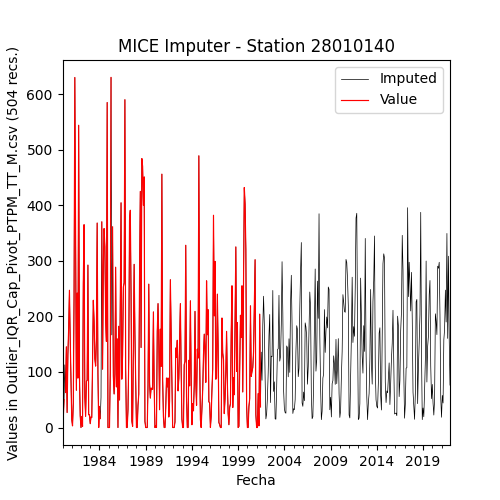 MICE Imputer - Station 28010140
Imputed
Value
Values in Outlier_IQR_Cap_Pivot_PTPM_TT_M.csv (504 recs.)
600
500
400
300
200
100
0
1984 1989 1994 1999 2004 2009 2014 2019
Fecha